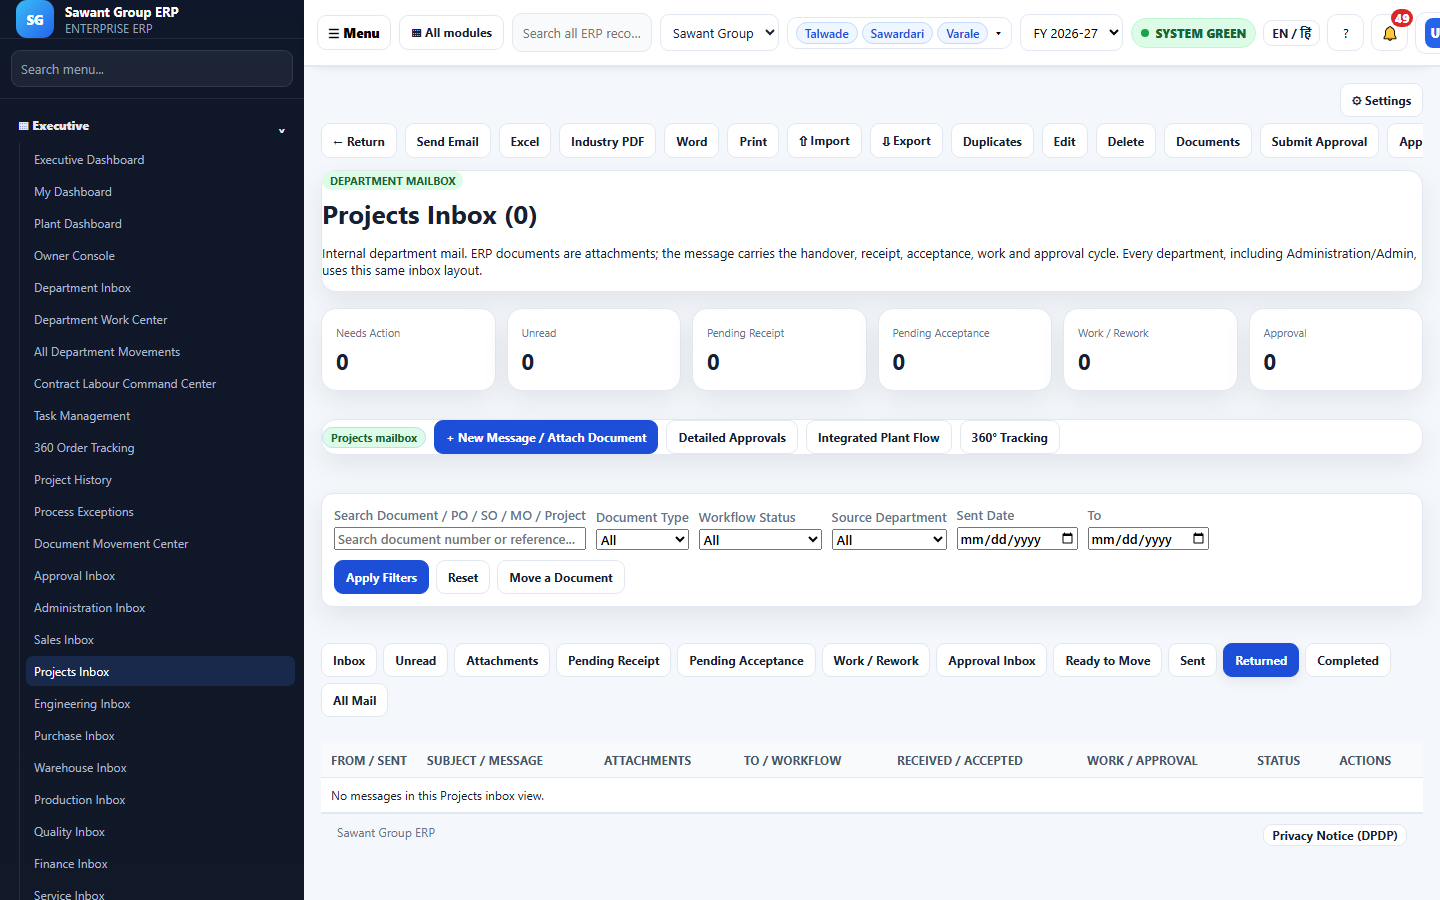 SG
Sawant Group ERP
ENTERPRISE ERP
Search menu...
Executive
Executive Dashboard
My Dashboard
Plant Dashboard
Owner Console
Department Inbox
Department Work Center
All Department Movements
Contract Labour Command Center
Task Management
360 Order Tracking
Project History
Process Exceptions
Document Movement Center
Approval Inbox
Administration Inbox
Sales Inbox
Projects Inbox
Engineering Inbox
Purchase Inbox
Warehouse Inbox
Production Inbox
Quality Inbox
Finance Inbox
Service Inbox
☰ Menu
All modules
Search all ERP reco...
Sawant Group
Talwade
Sawardari
Varale
FY 2026-27
SYSTEM GREEN
EN / हिं
?
49
U
⚙ Settings
← Return
Send Email
Excel
Industry PDF
Word
Print
⇧ Import
⇩ Export
Duplicates
Edit
Delete
Documents
Submit Approval
App
DEPARTMENT MAILBOX
Projects Inbox (0)
Internal department mail. ERP documents are attachments; the message carries the handover, receipt, acceptance, work and approval cycle. Every department, including Administration/Admin,
uses this same inbox layout.
Needs Action
0
Unread
0
Pending Receipt
0
Pending Acceptance
0
Work / Rework
0
Approval
0
Projects mailbox
+ New Message / Attach Document
Detailed Approvals
Integrated Plant Flow
360° Tracking
Search Document / PO / SO / MO / Project
Search document number or reference...
Document Type
All
Workflow Status
All
Source Department
All
Sent Date
mm/dd/yyyy
To
mm/dd/yyyy
Apply Filters
Reset
Move a Document
Inbox
Unread
Attachments
Pending Receipt
Pending Acceptance
Work / Rework
Approval Inbox
Ready to Move
Sent
Returned
Completed
All Mail
FROM / SENT
SUBJECT / MESSAGE
ATTACHMENTS
TO / WORKFLOW
RECEIVED / ACCEPTED
WORK / APPROVAL
STATUS
ACTIONS
No messages in this Projects inbox view.
Sawant Group ERP
Privacy Notice (DPDP)